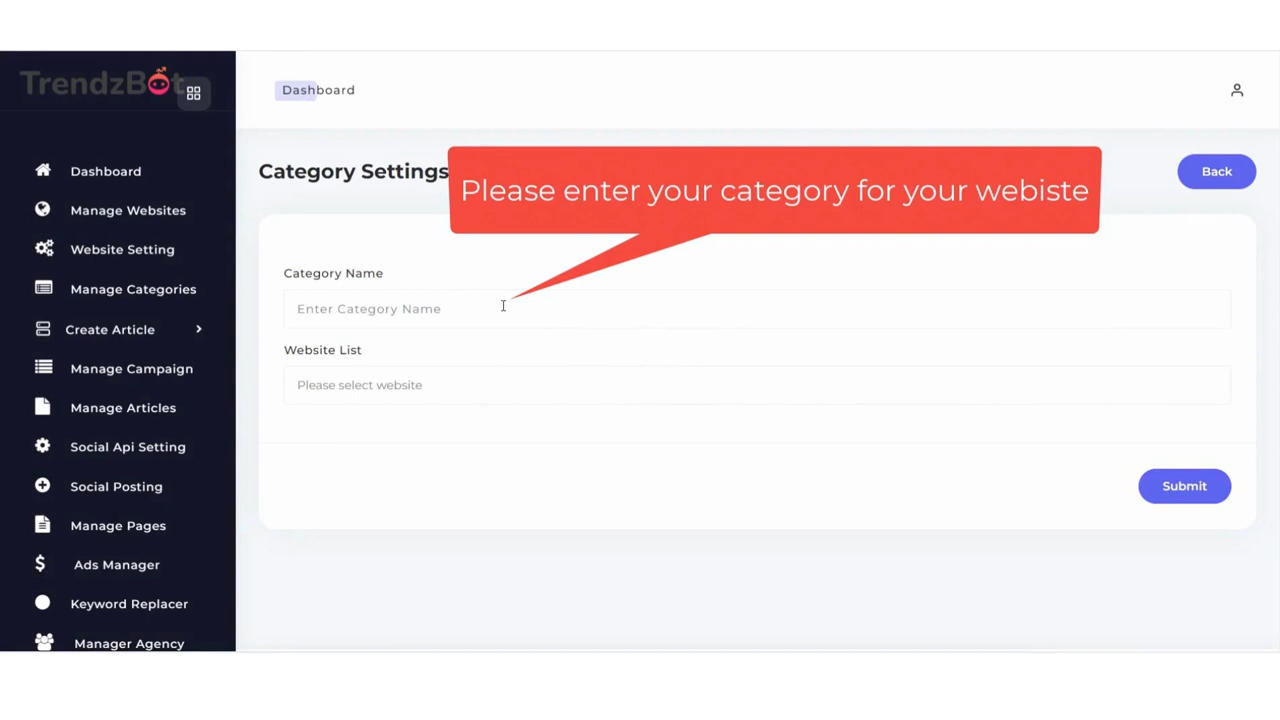 TrendzBot
Dashboard
Category Settings
Please enter your category for your webiste
Back
Dashboard
Manage Websites
Website Setting
Manage Categories
Create Article
Manage Campaign
Manage Articles
Social Api Setting
Social Posting
Manage Pages
Ads Manager
Keyword Replacer
Manager Agency
Category Name
Enter Category Name
Website List
Please select website
Submit